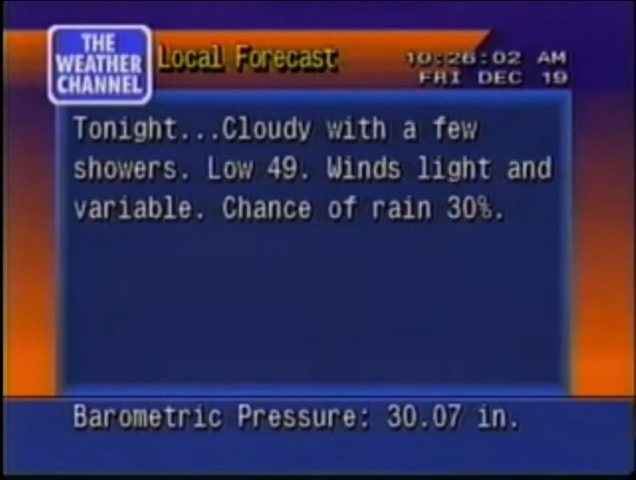 THE
WEATHER
CHANNEL
Local Forecast
10:26:02 AM
FRI DEC 19
Tonight...Cloudy with a few
showers. Low 49. Winds light and
variable. Chance of rain 30%.
Barometric Pressure: 30.07 in.